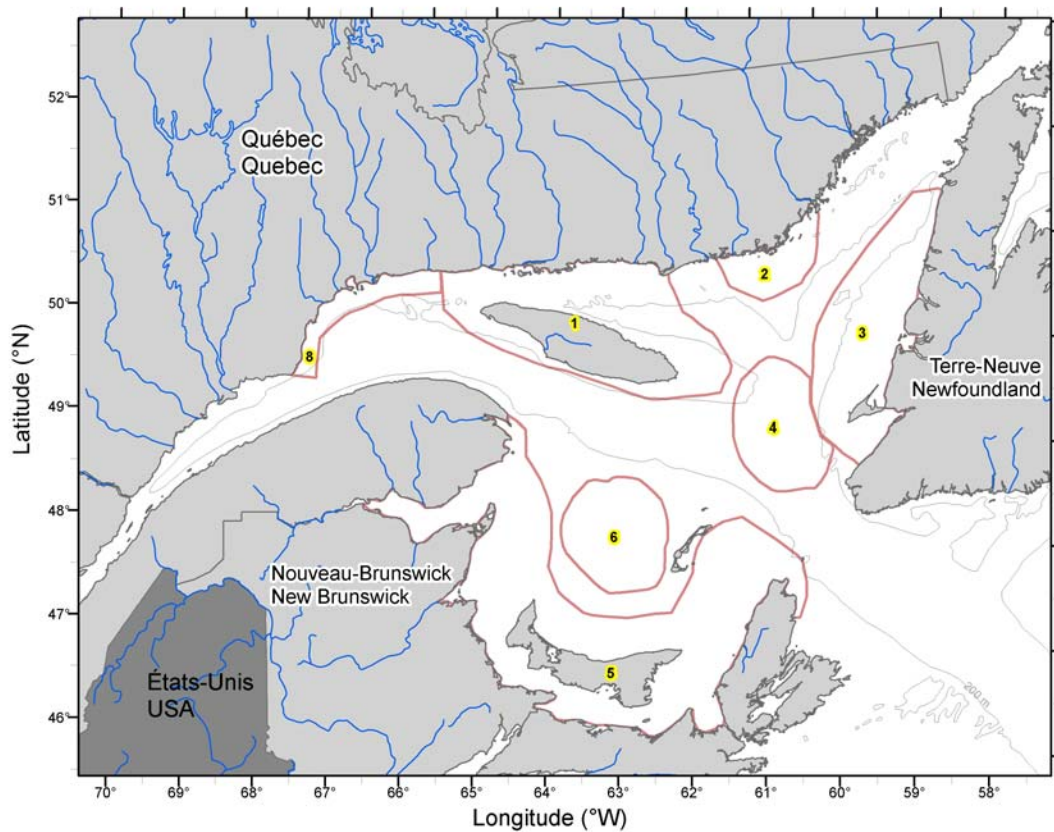 52°
51°
50°
49°
48°
47°
46°
Latitude (°N)
Québec
Quebec
1
2
3
8
4
Terre-Neuve
Newfoundland
6
Nouveau-Brunswick
New Brunswick
5
États-Unis
USA
200 m
70°
69°
68°
67°
66°
65°
64°
63°
62°
61°
60°
59°
58°
Longitude (°W)